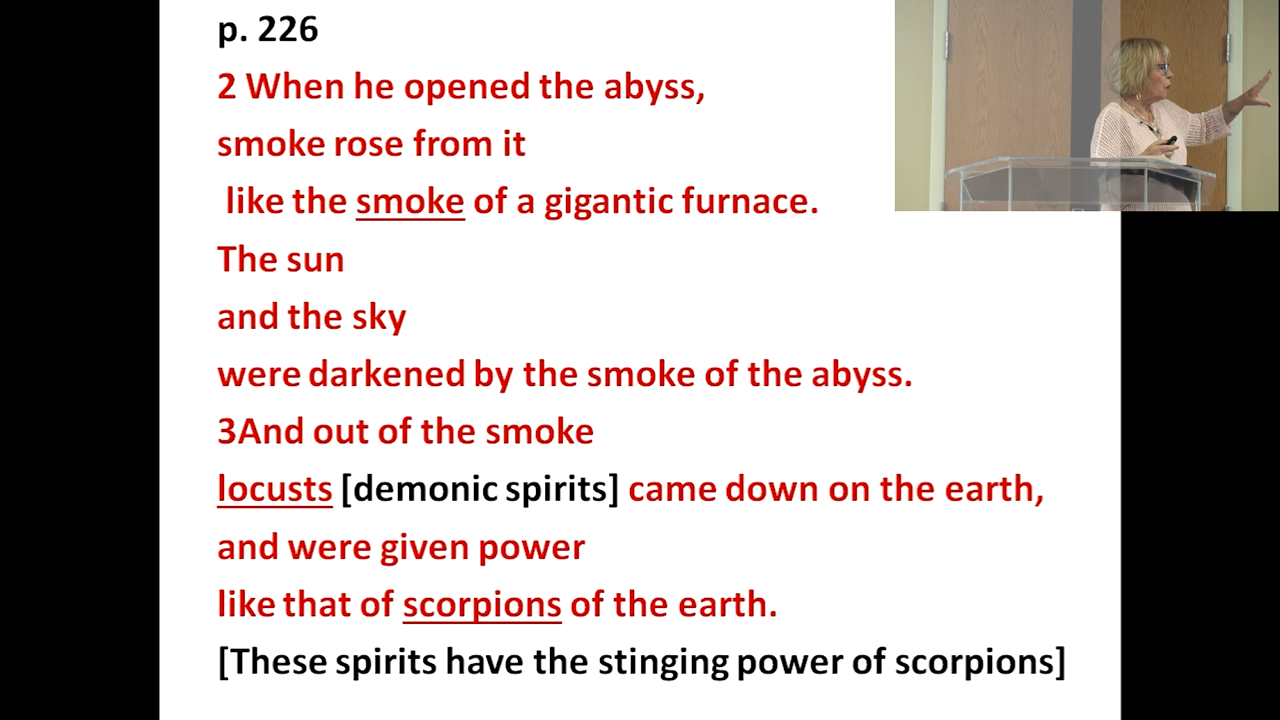 p. 226
2 When he opened the abyss,
smoke rose from it
like the smoke of a gigantic furnace.
The sun
and the sky
were darkened by the smoke of the abyss.
3And out of the smoke
locusts [demonic spirits] came down on the earth,
and were given power
like that of scorpions of the earth.
[These spirits have the stinging power of scorpions]